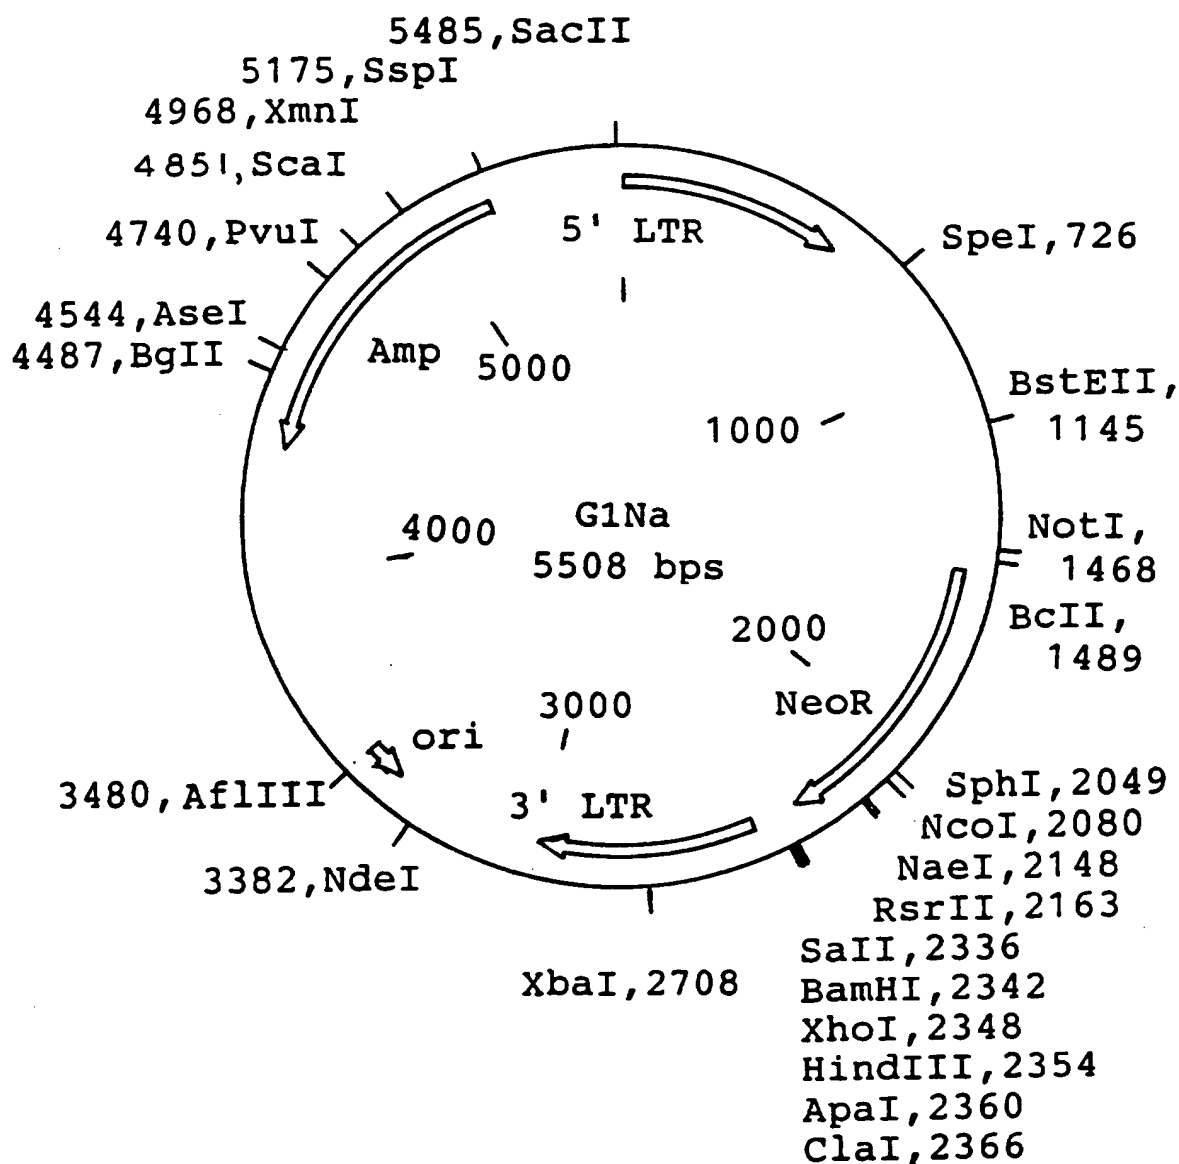 5485,SacII
5175,SspI
4968,XmnI
4851,ScaI
4740,PvuI
4544,AseI
4487,BgII
5' LTR
SpeI,726
Amp
5000
BstEII,
1145
1000
4000
G1Na
5508 bps
NotI,
1468
BcII,
1489
2000
NeoR
3000
ori
3' LTR
3480,AflIII
3382,NdeI
XbaI,2708
SphI,2049
NcoI,2080
NaeI,2148
RsrII,2163
SaII,2336
BamHI,2342
XhoI,2348
HindIII,2354
ApaI,2360
ClaI,2366